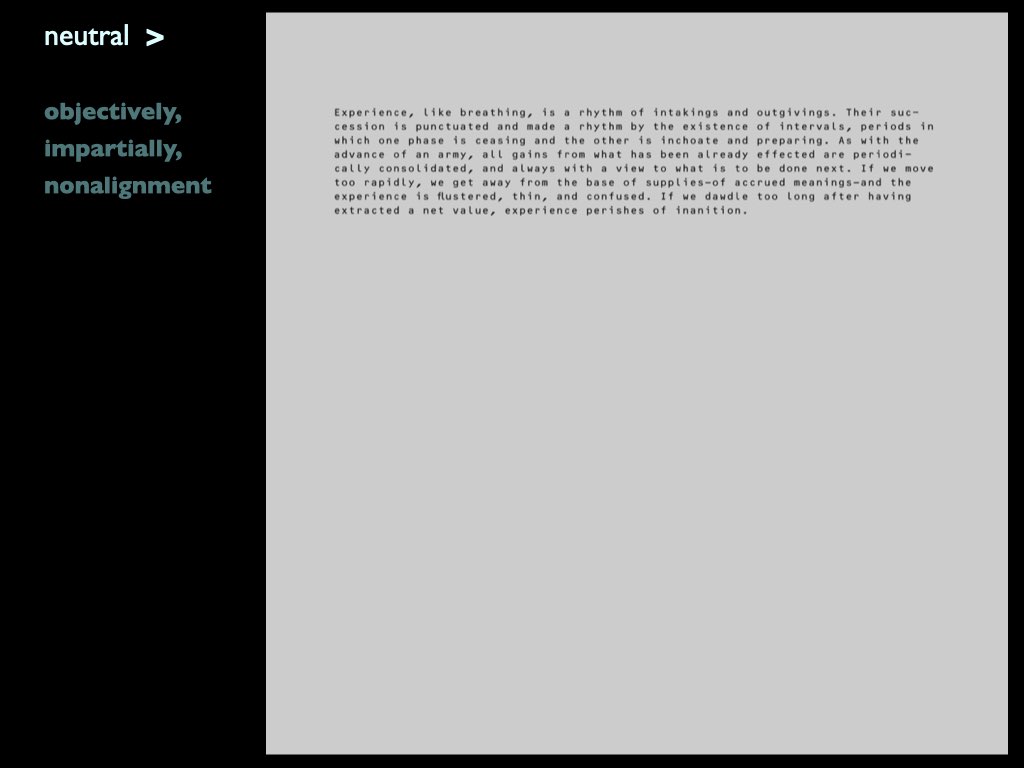 neutral >
objectively,
impartially,
nonalignment
Experience, like breathing, is a rhythm of intakings and outgivings. Their suc-
cession is punctuated and made a rhythm by the existence of intervals, periods in
which one phase is ceasing and the other is inchoate and preparing. As with the
advance of an army, all gains from what has been already effected are periodi-
cally consolidated, and always with a view to what is to be done next. If we move
too rapidly, we get away from the base of supplies-of accrued meanings-and the
experience is flustered, thin, and confused. If we dawdle too long after having
extracted a net value, experience perishes of inanition.